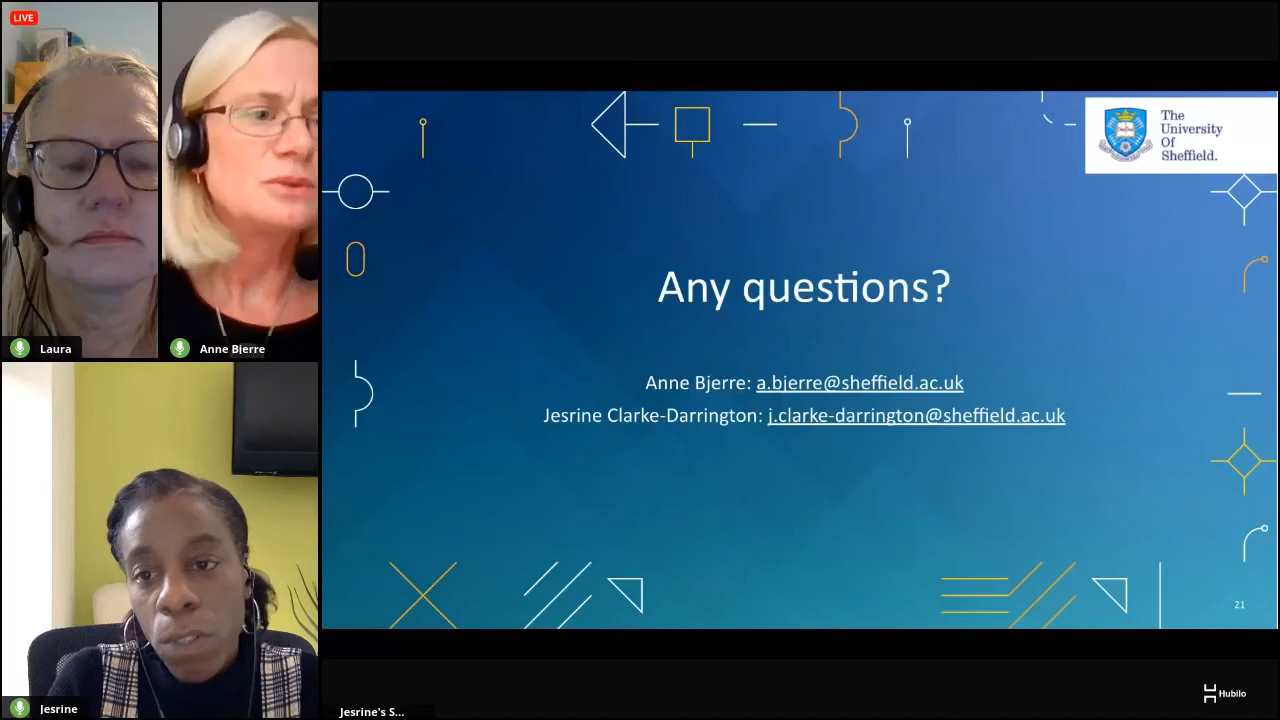 LIVE
Laura
Anne Bjerre
Jesrine
The
University
Of
Sheffield.
Any questions?
Anne Bjerre: a.bjerre@sheffield.ac.uk
Jesrine Clarke-Darrington: j.clarke-darrington@sheffield.ac.uk
21
Hubilo
Jesrine's S...